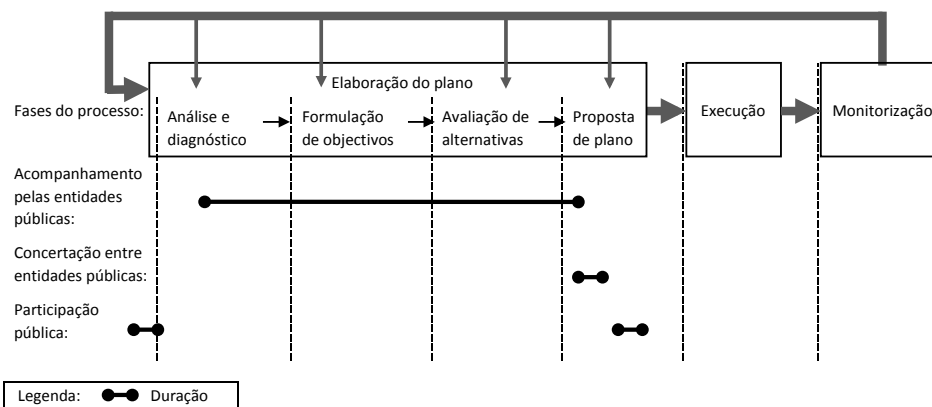 Elaboração do plano
Fases do processo:
Análise e
diagnóstico
Formulação
de objectivos
Avaliação de
alternativas
Proposta
de plano
Execução
Monitorização
Acompanhamento
pelas entidades
públicas:
Concertação entre
entidades públicas:
Participação
pública:
Legenda:
Duração